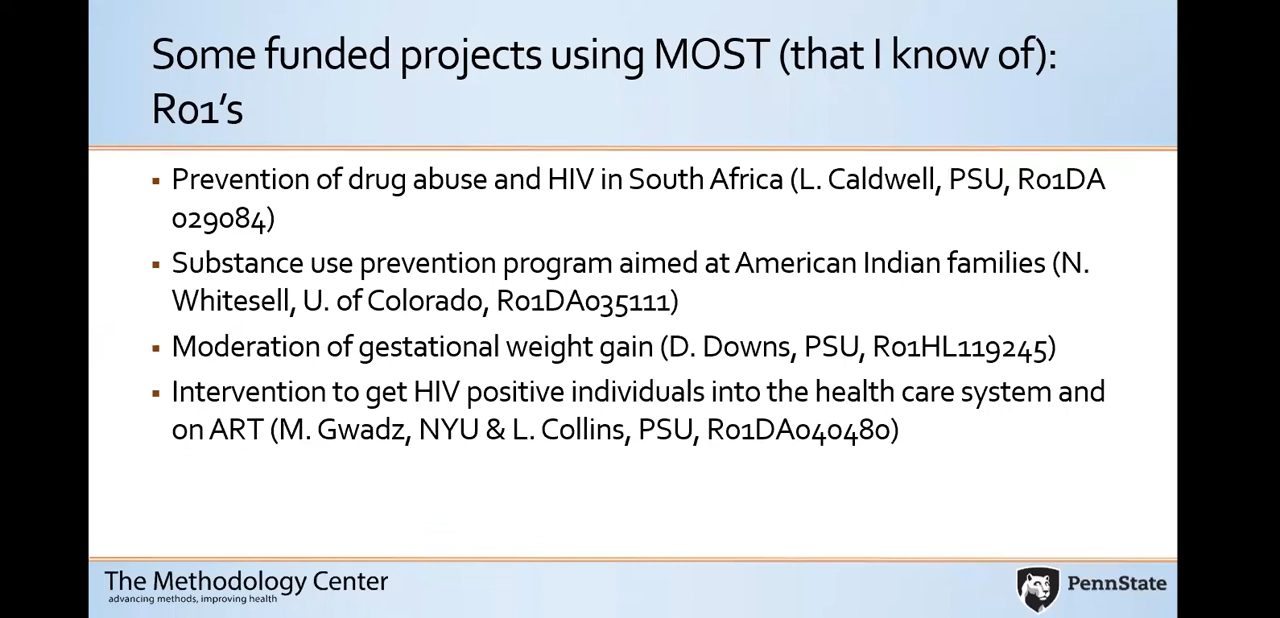 Some funded projects using MOST (that I know of):
R01's
▪ Prevention of drug abuse and HIV in South Africa (L. Caldwell, PSU, R01DA
029084)
▪ Substance use prevention program aimed at American Indian families (N.
Whitesell, U. of Colorado, R01DA035111)
▪ Moderation of gestational weight gain (D. Downs, PSU, R01HL119245)
▪ Intervention to get HIV positive individuals into the health care system and
on ART (M. Gwadz, NYU & L. Collins, PSU, R01DA040480)
The Methodology Center
advancing methods, improving health
PennState